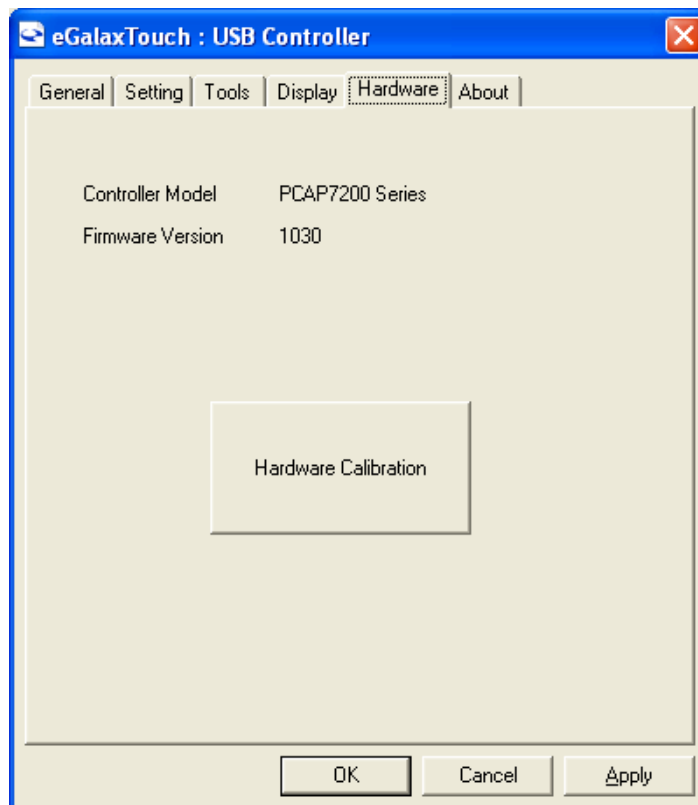 eGalaxTouch : USB Controller
General Setting Tools Display Hardware About
Controller Model PCAP7200 Series
Firmware Version 1030
Hardware Calibration
OK Cancel Apply